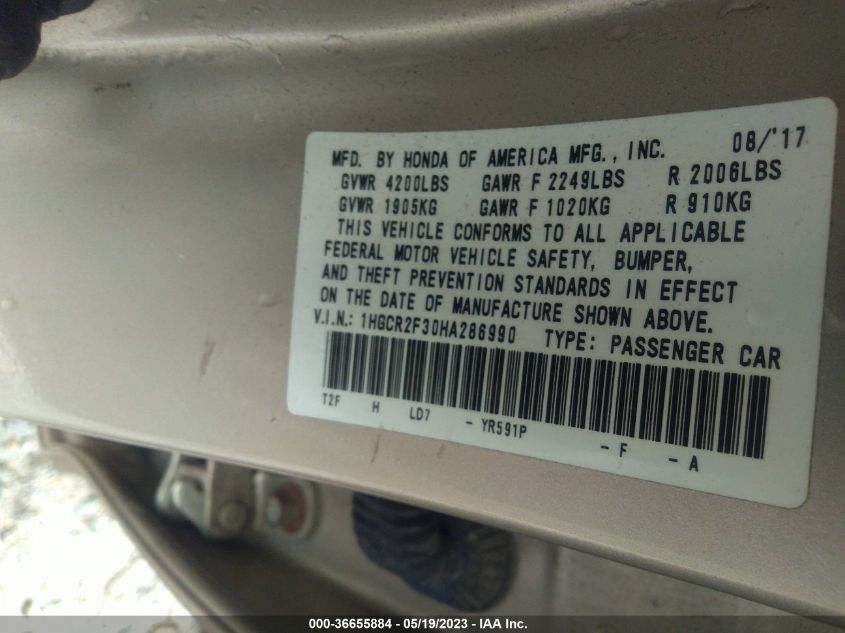 MFD. BY HONDA OF AMERICA MFG., INC. 08/'17
GVWR 4200LBS GAWR F 2249LBS R 2006LBS
GVWR 1905KG GAWR F 1020KG R 910KG
THIS VEHICLE CONFORMS TO ALL APPLICABLE
FEDERAL MOTOR VEHICLE SAFETY, BUMPER,
AND THEFT PREVENTION STANDARDS IN EFFECT
ON THE DATE OF MANUFACTURE SHOWN ABOVE.
V.I.N.: 1HGCR2F30HA286990 TYPE: PASSENGER CAR
T2F H LD7 - YR591P - F - A
000-36655884 - 05/19/2023 - IAA Inc.